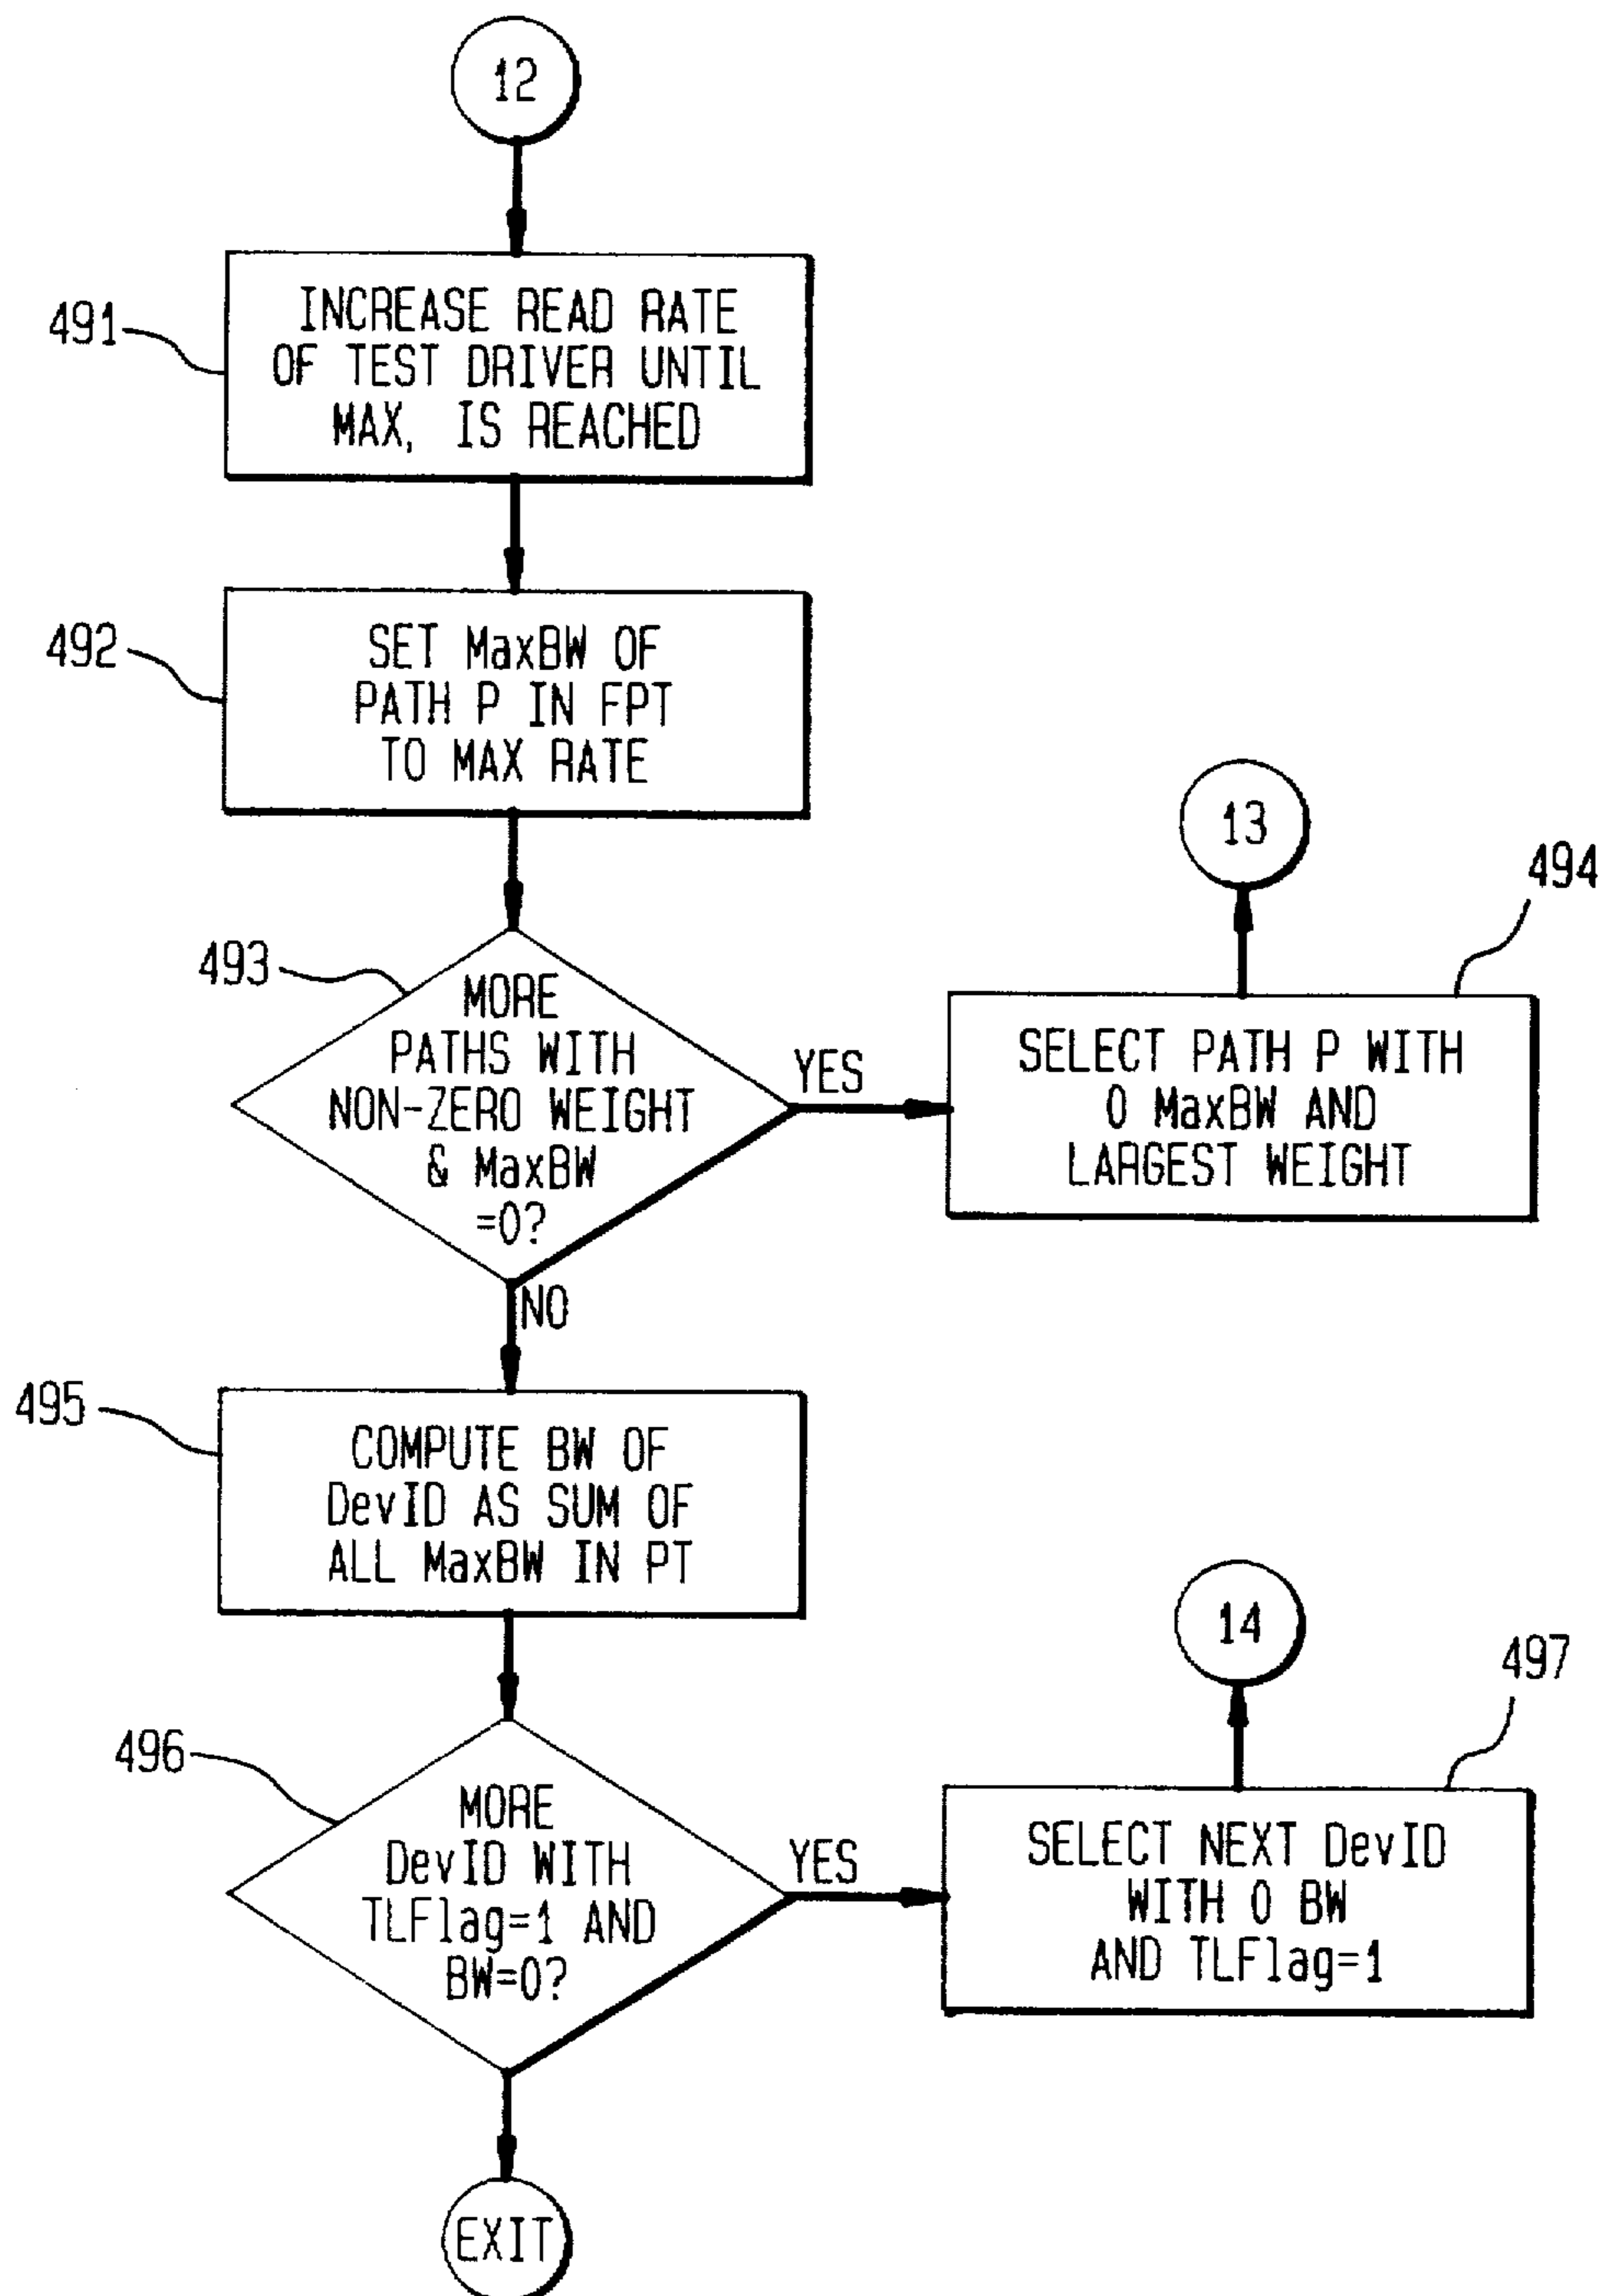 12
491
INCREASE READ RATE
OF TEST DRIVER UNTIL
MAX, IS REACHED
492
SET MaxBW OF
PATH P IN FPT
TO MAX RATE
13
494
493
MORE
PATHS WITH
NON-ZERO WEIGHT
& MaxBW
=0?
YES
SELECT PATH P WITH
0 MaxBW AND
LARGEST WEIGHT
NO
495
COMPUTE BW OF
DevID AS SUM OF
ALL MaxBW IN PT
14
497
496
MORE
DevID WITH
TLFlag=1 AND
BW=0?
YES
SELECT NEXT DevID
WITH 0 BW
AND TLFlag=1
EXIT